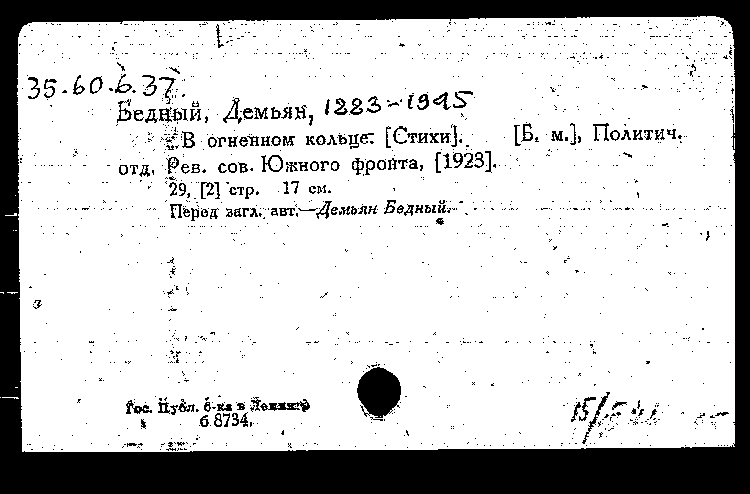 35.60.6.37.
Бедный, Демьян, 1883-1945
В огненном кольце. [Стихи]. [Б. м.], Политич.
отд. Рев. сов. Южного фронта, [1923].
29, [2] стр. 17 см.
Перед загл. авт.—Демьян Бедный.
Гос. Публ. б-ка в Ленингр
б 8734.
15/